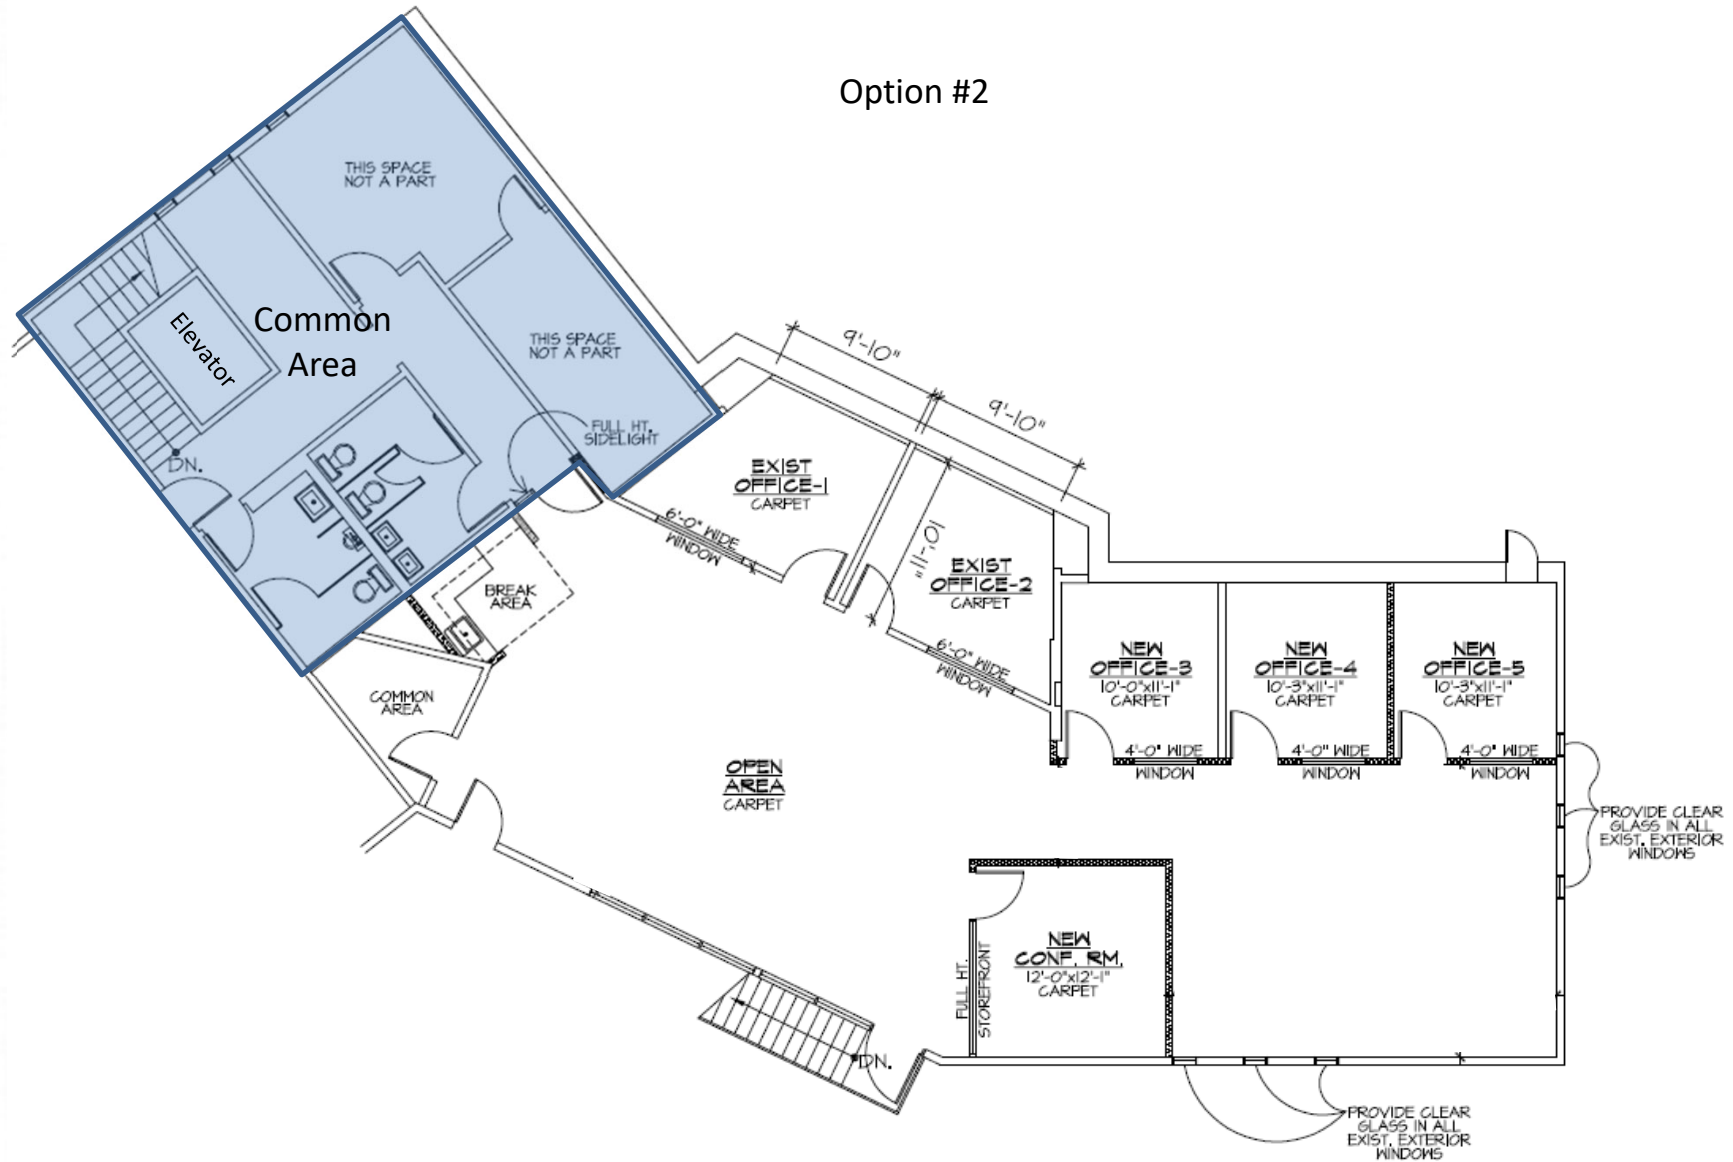 Option #2
THIS SPACE
NOT A PART
Common
Area
Elevator
THIS SPACE
NOT A PART
FULL HT.
SIDELIGHT
DN.
9'-10"
9'-10"
EXIST
OFFICE-1
CARPET
6'-0" WIDE
WINDOW
10'-11"
EXIST
OFFICE-2
CARPET
6'-0" WIDE
WINDOW
BREAK
AREA
COMMON
AREA
NEW
OFFICE-3
10'-0"x11'-1"
CARPET
4'-0" WIDE
WINDOW
NEW
OFFICE-4
10'-3"x11'-1"
CARPET
4'-0" WIDE
WINDOW
NEW
OFFICE-5
10'-3"x11'-1"
CARPET
4'-0" WIDE
WINDOW
OPEN
AREA
CARPET
PROVIDE CLEAR
GLASS IN ALL
EXIST. EXTERIOR
WINDOWS
NEW
CONF. RM.
12'-0"x12'-1"
CARPET
FULL HT.
STOREFRONT
DN.
PROVIDE CLEAR
GLASS IN ALL
EXIST. EXTERIOR
WINDOWS